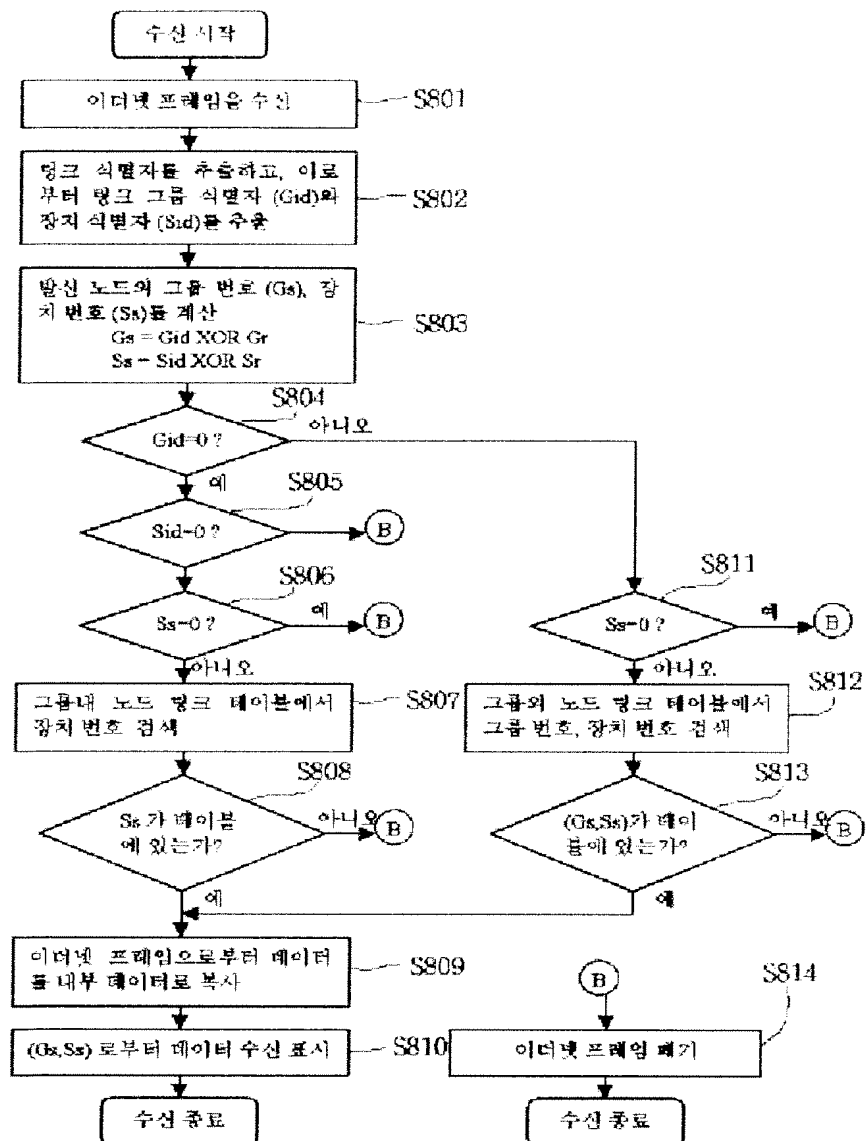 수신 시작
이더넷 프레임을 수신
S801
링크 식별자를 추출하고, 이로
부터 링크 그룹 식별자 (Gid)와
장치 식별자 (Sid)를 추출
S802
발신 노드의 그룹 번호 (Gs), 장
치 번호 (Ss)를 계산
Gs = Gid XOR Gr
Ss = Sid XOR Sr
S803
S804
Gid=0 ?
아니오
예
S805
Sid=0 ?
B
S806
Ss=0 ?
예
B
아니오
S811
Ss=0 ?
예
B
아니오
그룹내 노드 링크 테이블에서
장치 번호 검색
S807
그룹외 노드 링크 테이블에서
그룹 번호, 장치 번호 검색
S812
S808
Ss 가 테이블
에 있는가?
아니오
B
예
S813
(Gs,Ss)가 테이
블에 있는가?
아니오
B
예
이더넷 프레임으로부터 데이터
를 내부 데이터로 복사
S809
(Gs,Ss) 로부터 데이터 수신 표시
S810
수신 종료
B
S814
이더넷 프레임 폐기
수신 종료